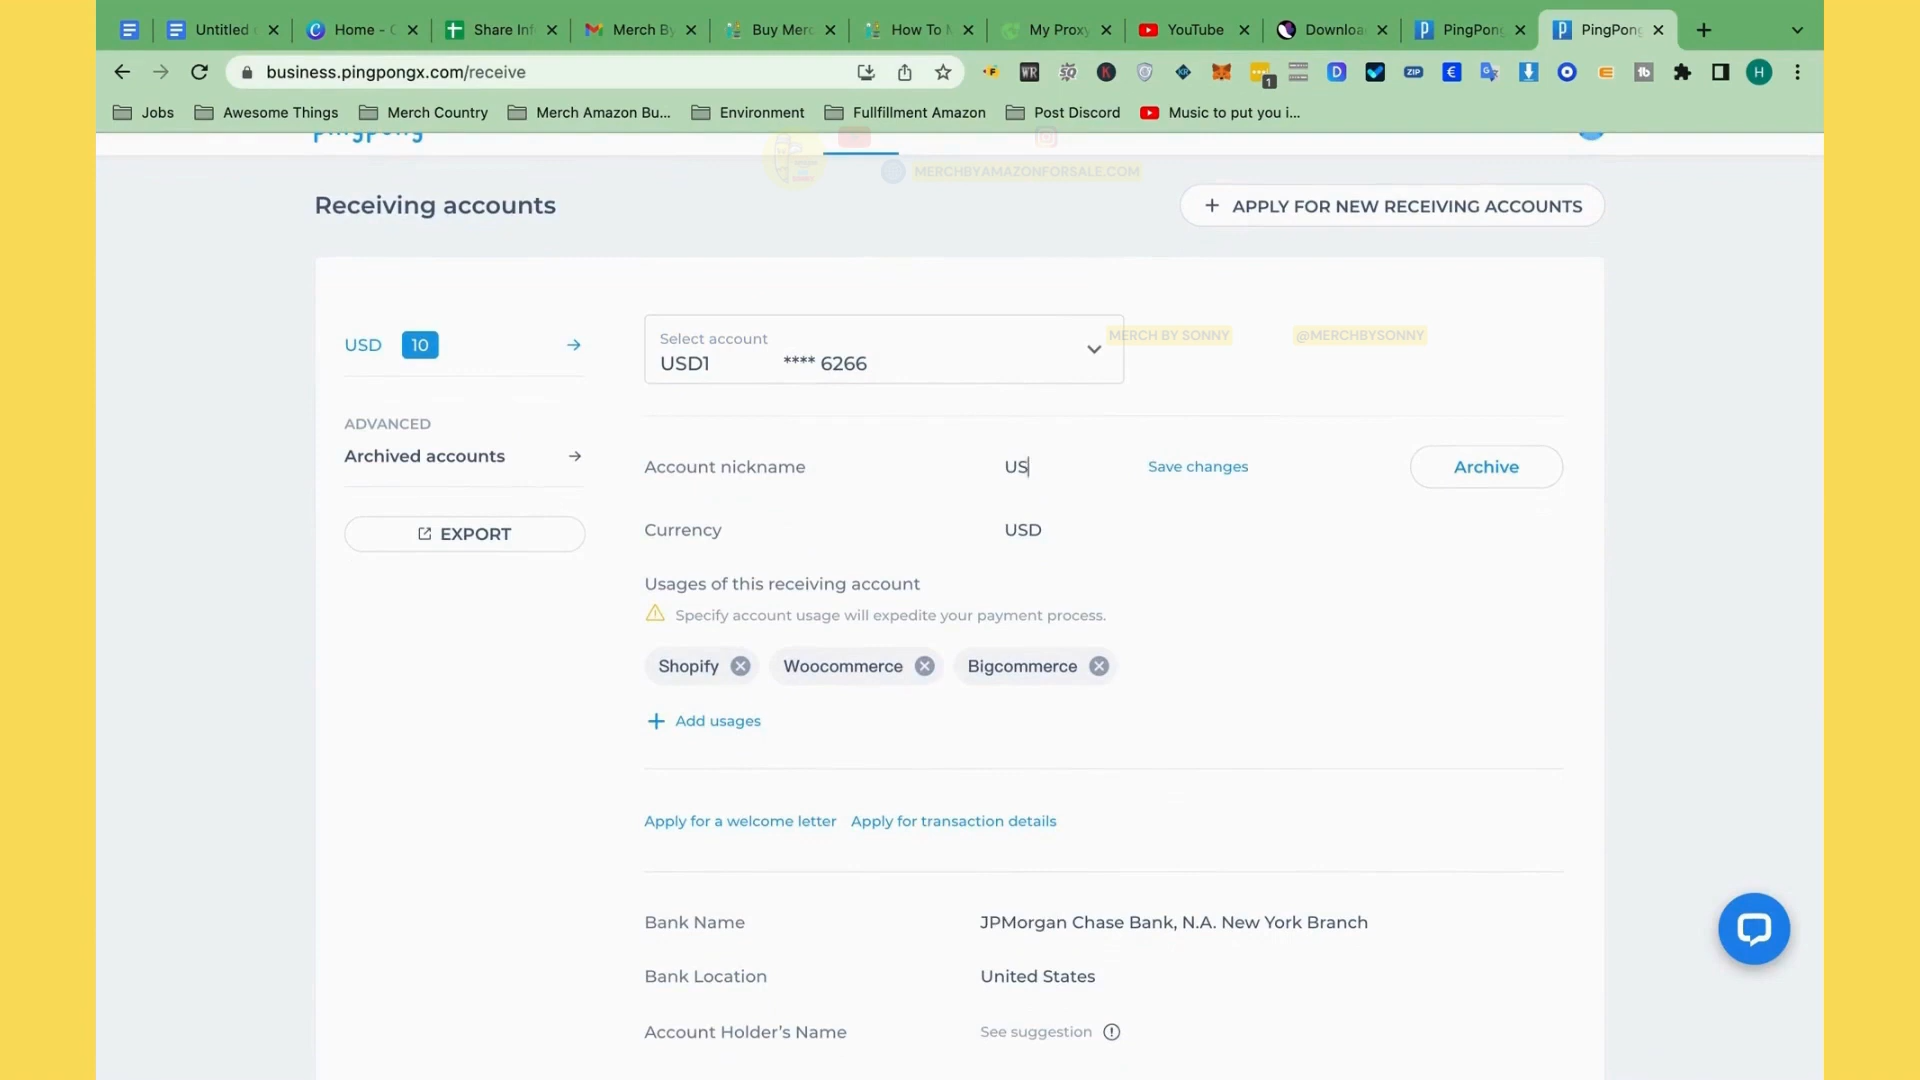 Untitled
Home - C
Share Inf
Merch By
Buy Merc
How To M
My Proxy
YouTube
Downloa
PingPong
PingPong
business.pingpongx.com/receive
Jobs
Awesome Things
Merch Country
Merch Amazon Bu...
Environment
Fullfillment Amazon
Post Discord
Music to put you i...
pingpong
MERCHBYAMAZONFORSALE.COM
Receiving accounts
+ APPLY FOR NEW RECEIVING ACCOUNTS
USD 10
Select account
USD1 **** 6266
MERCH BY SONNY
@MERCHBYSONNY
ADVANCED
Archived accounts
EXPORT
Account nickname
US
Save changes
Archive
Currency
USD
Usages of this receiving account
Specify account usage will expedite your payment process.
Shopify
Woocommerce
Bigcommerce
+ Add usages
Apply for a welcome letter
Apply for transaction details
Bank Name
JPMorgan Chase Bank, N.A. New York Branch
Bank Location
United States
Account Holder's Name
See suggestion